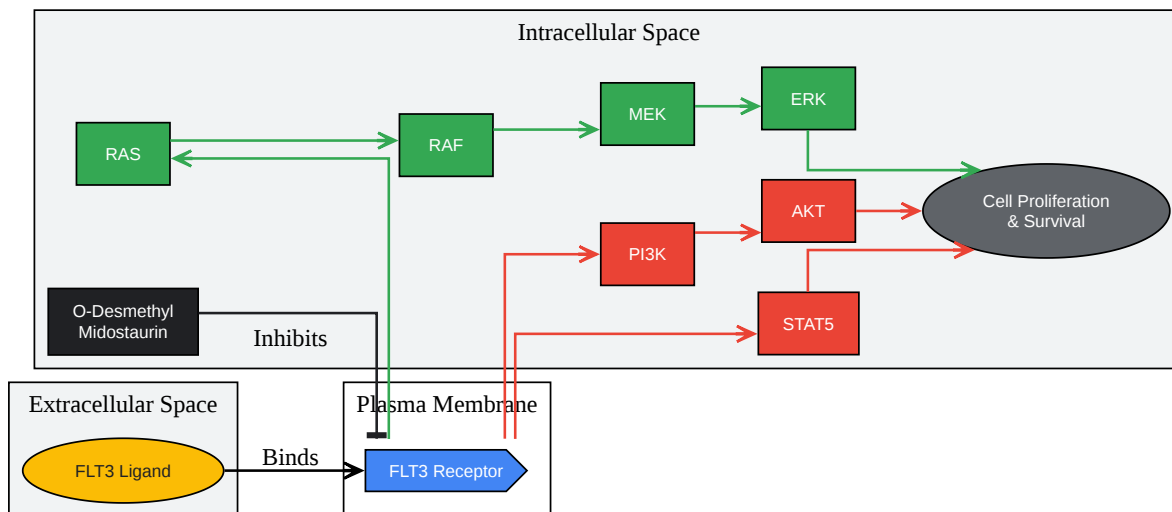 Intracellular Space
ERK
MEK
RAF
RAS
AKT
Cell Proliferation
& Survival
PI3K
O-Desmethyl
Midostaurin
Inhibits
STAT5
Extracellular Space
Plasma Membrane
FLT3 Ligand
Binds
FLT3 Receptor